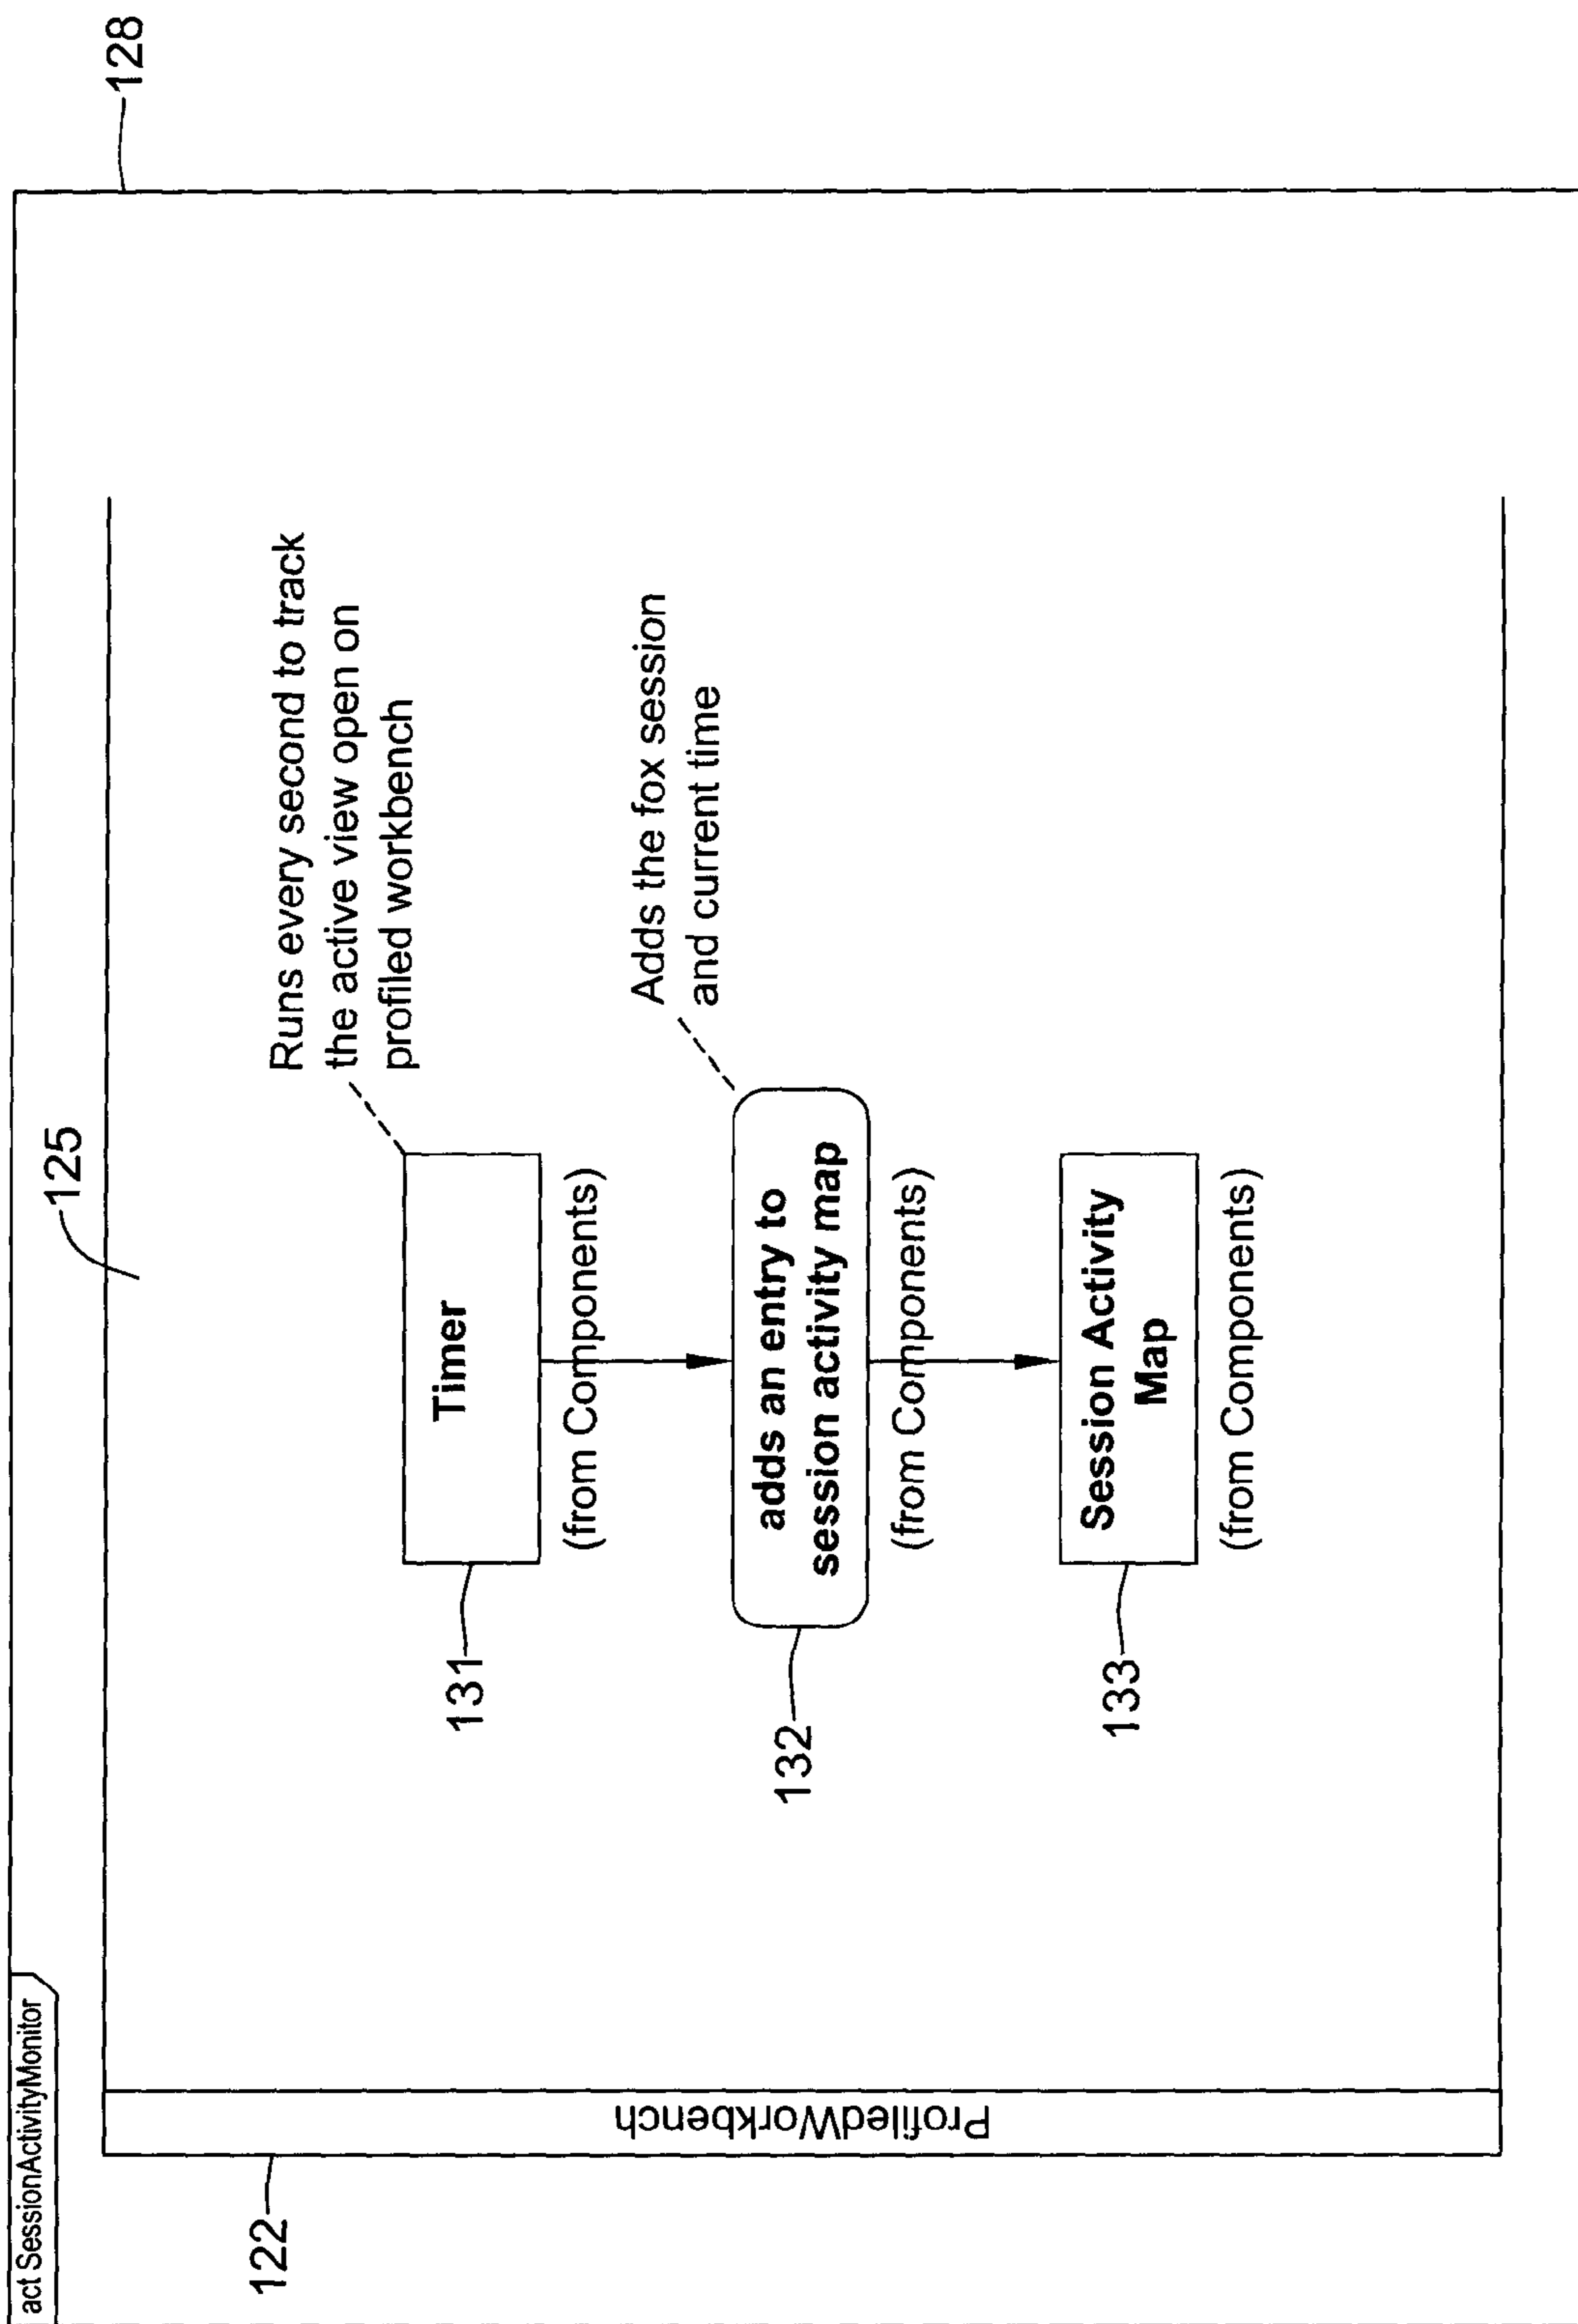 act SessionActivityMonitor
128
125
122
ProfiledWorkbench
Runs every second to track
the active view open on
profiled workbench
131
Timer
(from Components)
Adds the fox session
and current time
132
adds an entry to
session activity map
(from Components)
133
Session Activity
Map
(from Components)